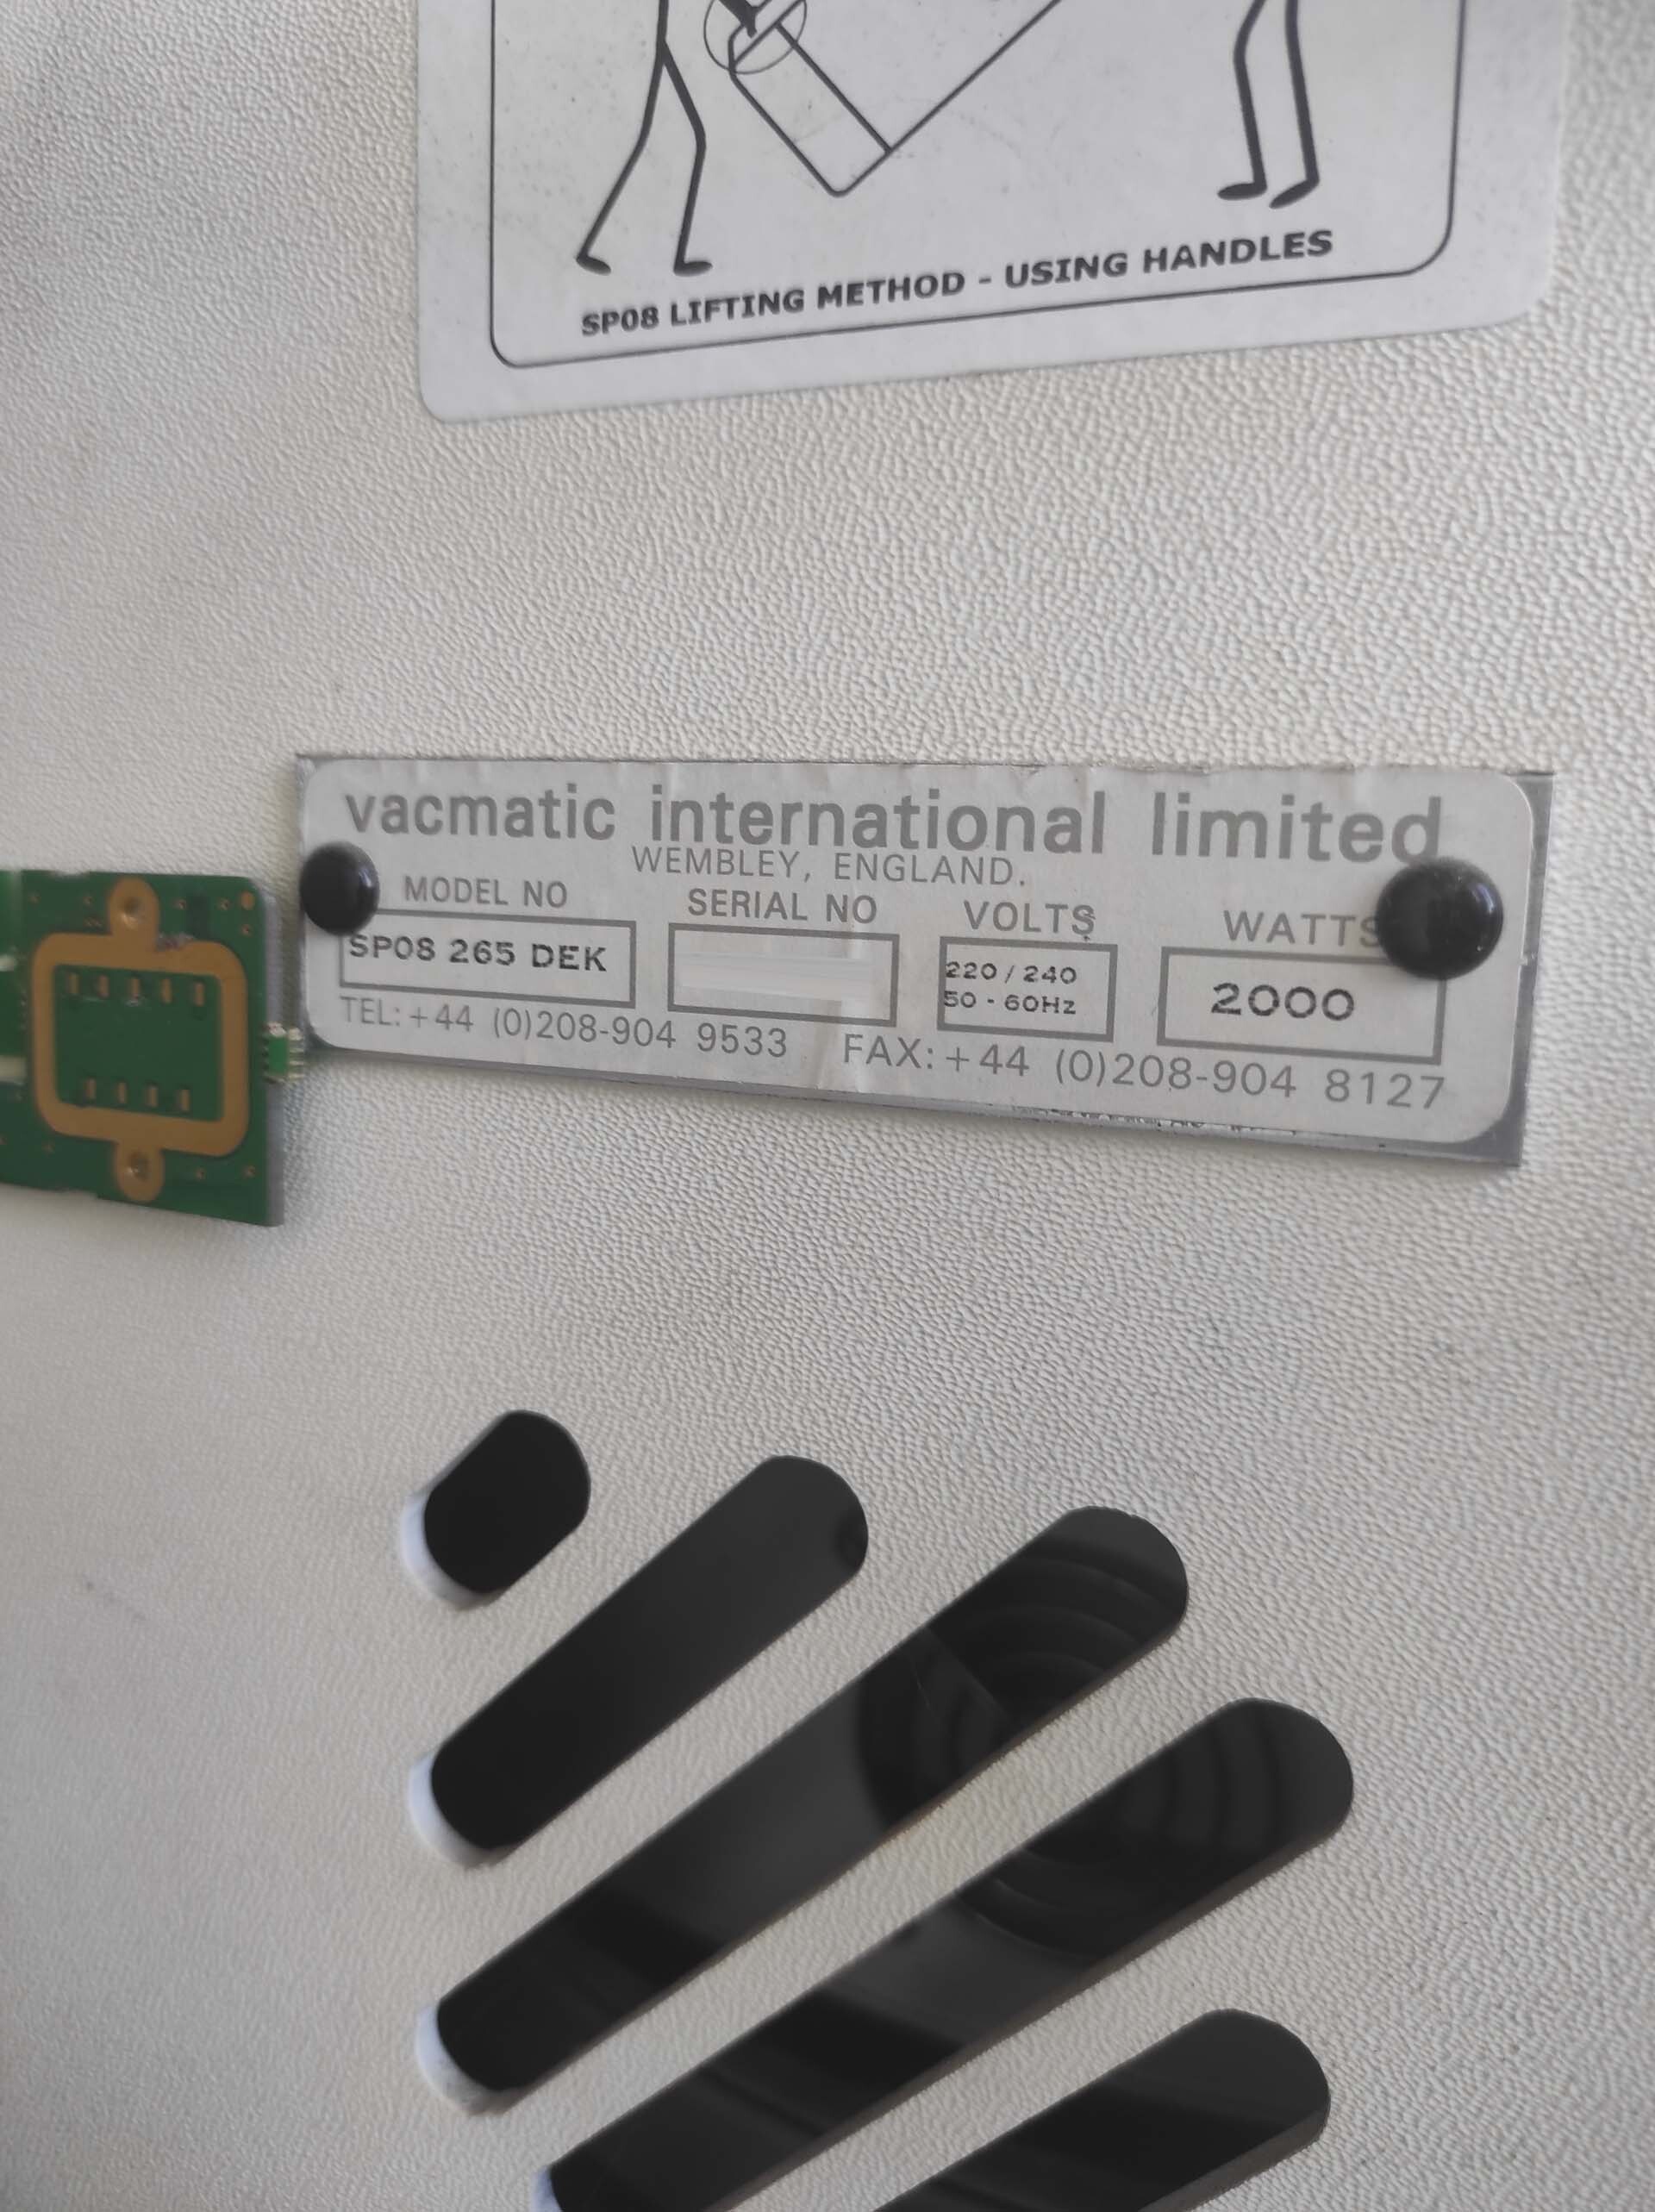 SP08 LIFTING METHOD - USING HANDLES
vacmatic international limited
WEMBLEY, ENGLAND.
MODEL NO SERIAL NO VOLTS WATTS
SP08 265 DEK 220/240 2000
50 - 60Hz
TEL: +44 (0)208-904 9533 FAX: +44 (0)208-904 8127